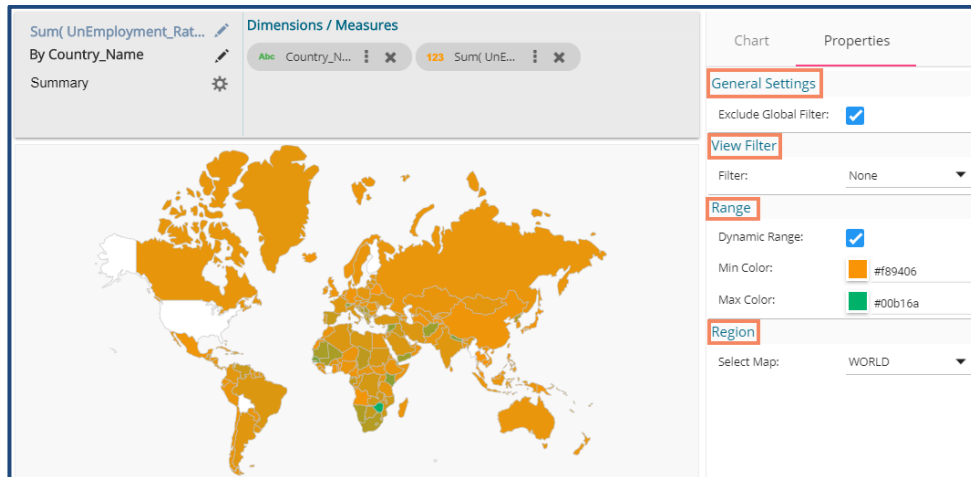 Sum( UnEmployment_Rat...
By Country_Name
Summary
Dimensions / Measures
Abc Country_N...
123 Sum( UnE...
Chart Properties
General Settings
Exclude Global Filter:
View Filter
Filter: None
Range
Dynamic Range:
Min Color: #f89406
Max Color: #00b16a
Region
Select Map: WORLD